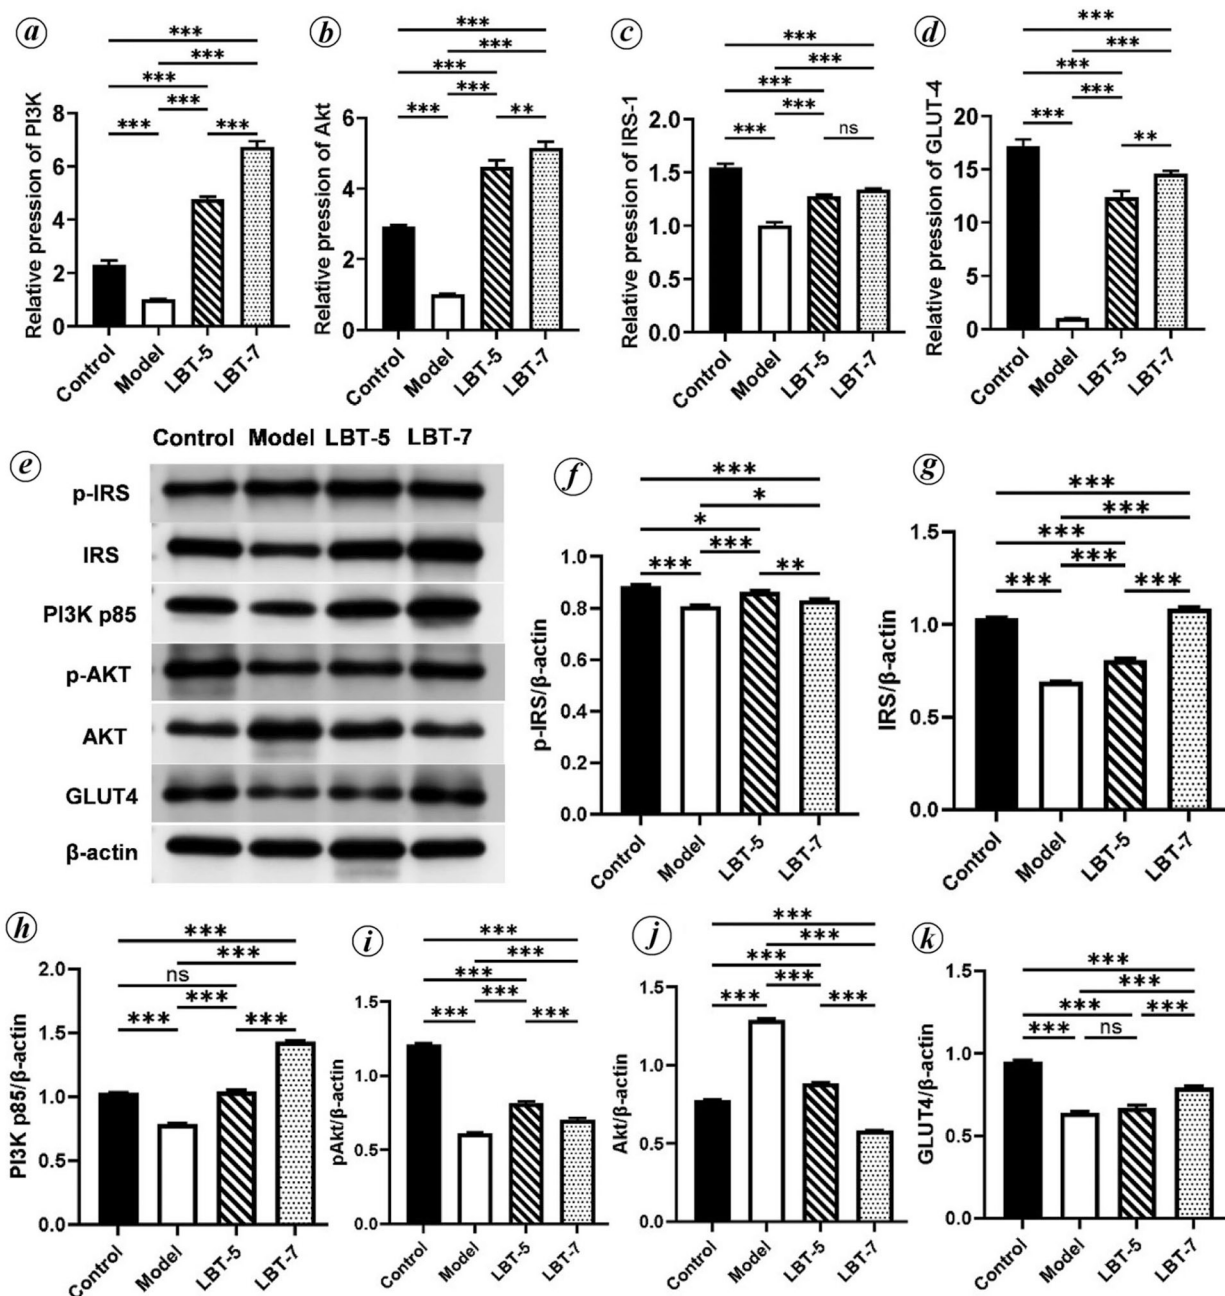 a
***
***
***
***
***
***
Relative pression of PI3K
8
6
4
2
0
Control
Model
LBT-5
LBT-7
b
***
***
***
***
***
**
Relative pression of Akt
6
4
2
0
Control
Model
LBT-5
LBT-7
c
***
***
***
***
***
ns
Relative pression of IRS-1
2.0
1.5
1.0
0.5
0.0
Control
Model
LBT-5
LBT-7
d
***
***
***
***
***
**
Relative pression of GLUT-4
20
15
10
5
0
Control
Model
LBT-5
LBT-7
e
Control Model LBT-5 LBT-7
p-IRS
IRS
PI3K p85
p-AKT
AKT
GLUT4
β-actin
f
***
*
*
***
***
**
p-IRS/β-actin
1.0
0.8
0.6
0.4
0.2
0.0
Control
Model
LBT-5
LBT-7
g
***
***
***
***
***
***
IRS/β-actin
1.5
1.0
0.5
0.0
Control
Model
LBT-5
LBT-7
h
***
***
ns
***
***
***
PI3K p85/β-actin
2.0
1.5
1.0
0.5
0.0
Control
Model
LBT-5
LBT-7
i
***
***
***
***
***
***
pAkt/β-actin
1.5
1.0
0.5
0.0
Control
Model
LBT-5
LBT-7
j
***
***
***
***
***
***
Akt/β-actin
1.5
1.0
0.5
0.0
Control
Model
LBT-5
LBT-7
k
***
***
***
***
***
ns
GLUT4/β-actin
1.5
1.0
0.5
0.0
Control
Model
LBT-5
LBT-7